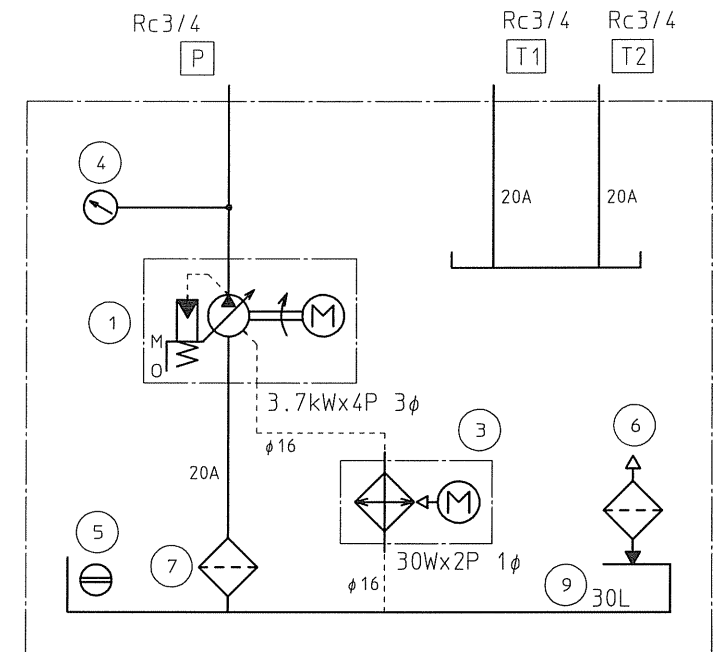 Rc3/4
Rc3/4
Rc3/4
P
T1
T2
4
20A
20A
1
M
M
O
3.7kWx4P 3ϕ
3
6
ϕ16
20A
M
5
7
30Wx2P 1ϕ
ϕ16
9
30L